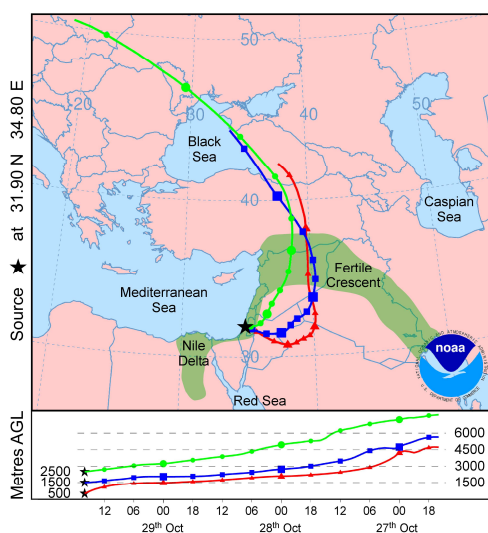 Source ★ at 31.90 N 34.80 E
50
20
30
40
50
Black
Sea
40
Caspian
Sea
Fertile
Crescent
Mediterranean
Sea
Nile
Delta
30
noaa
Red Sea
Metres AGL
6000
4500
2500
3000
1500
1500
500
12 06 00 18 12 06 00 18 12 06 00 18
29th Oct 28th Oct 27th Oct